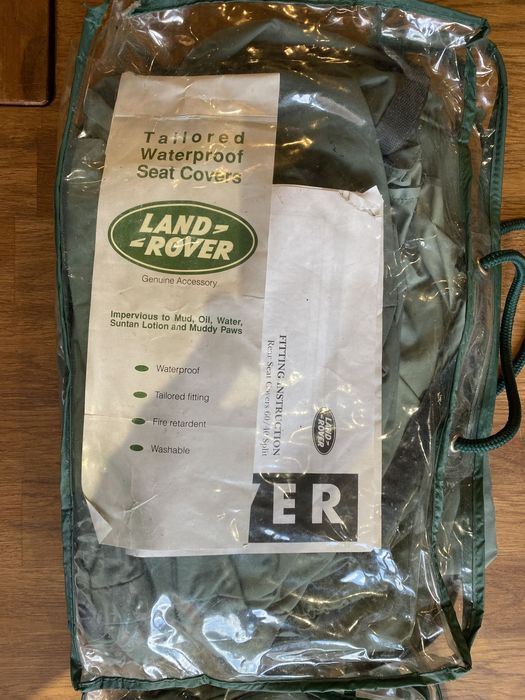 Tailored
Waterproof
Seat Covers
LAND-
-ROVER
Genuine Accessory
Impervious to Mud, Oil, Water,
Suntan Lotion and Muddy Paws
Waterproof
Tailored fitting
Fire retardent
Washable
FITTING INSTRUCTION
Rear Seat Covers 60/40 Split
LAND-
-ROVER
ER